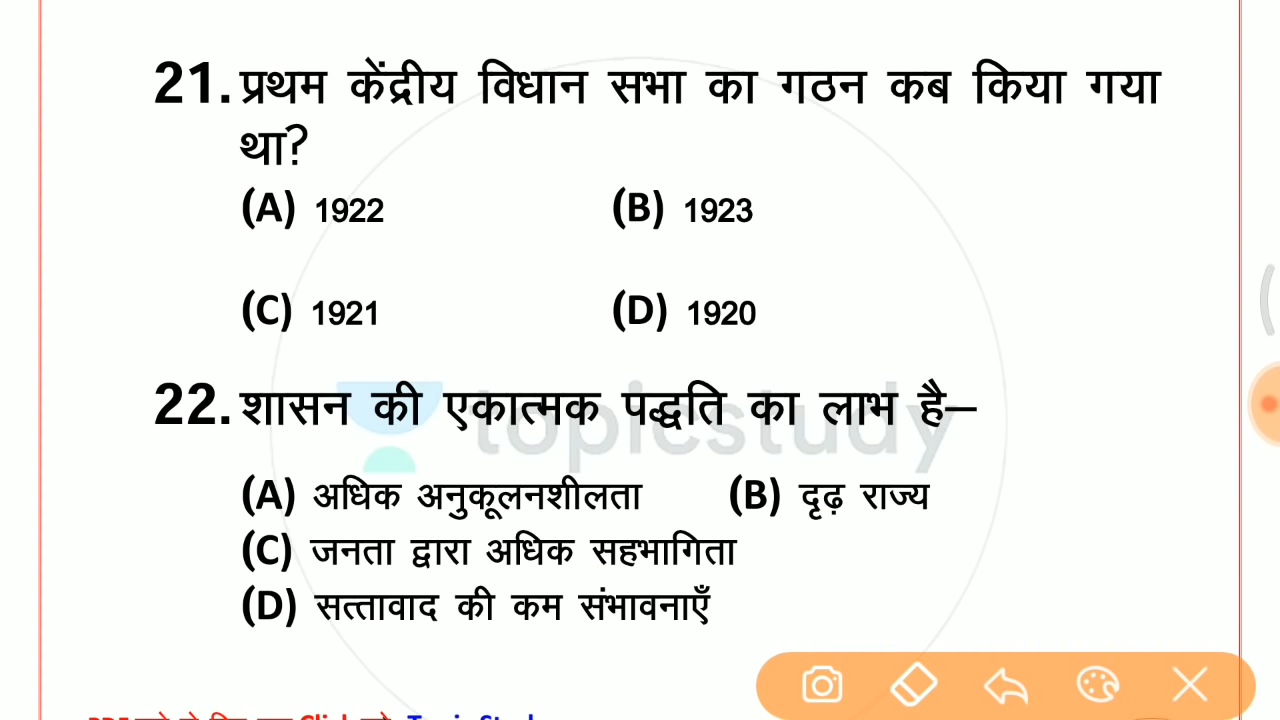 21. प्रथम केंद्रीय विधान सभा का गठन कब किया गया
था?
(A) 1922 (B) 1923
(C) 1921 (D) 1920
22. शासन की एकात्मक पद्धति का लाभ है–
topicstudy
(A) अधिक अनुकूलनशीलता (B) दृढ़ राज्य
(C) जनता द्वारा अधिक सहभागिता
(D) सत्तावाद की कम संभावनाएँ
Click